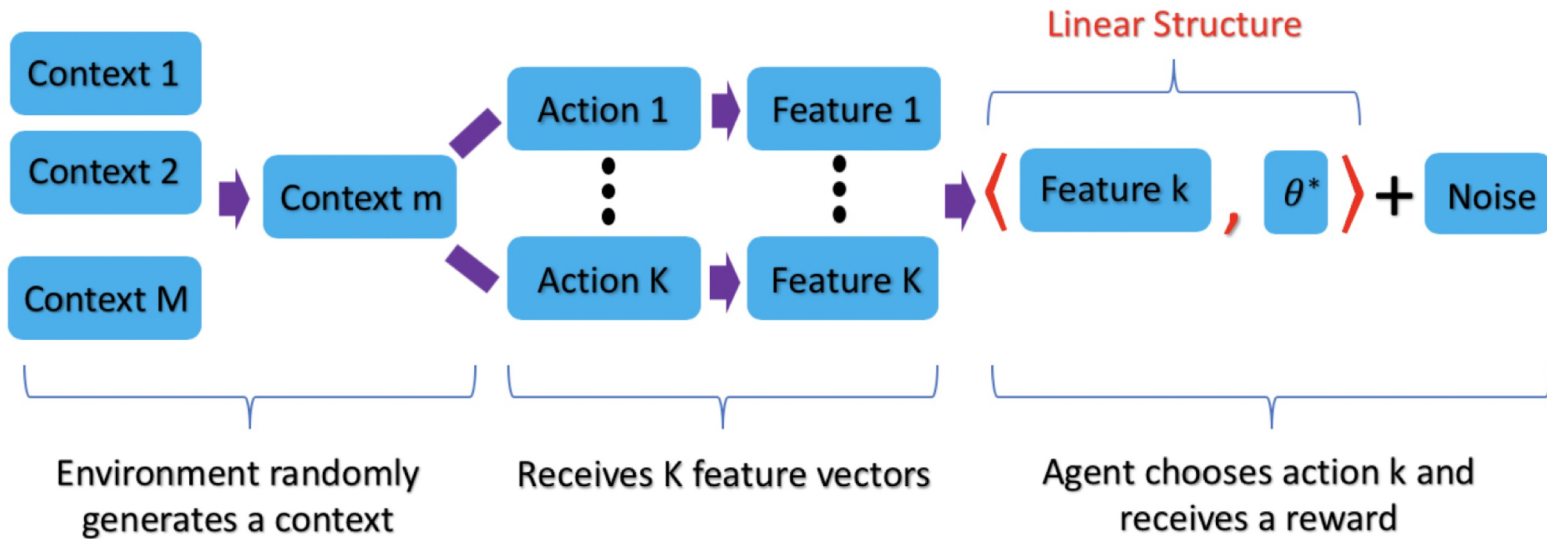 Linear Structure
Context 1
Context 2
Context M
Context m
Action 1
Feature 1
Action K
Feature K
⟨ Feature k , θ* ⟩ + Noise
Environment randomly
generates a context
Receives K feature vectors
Agent chooses action k and
receives a reward